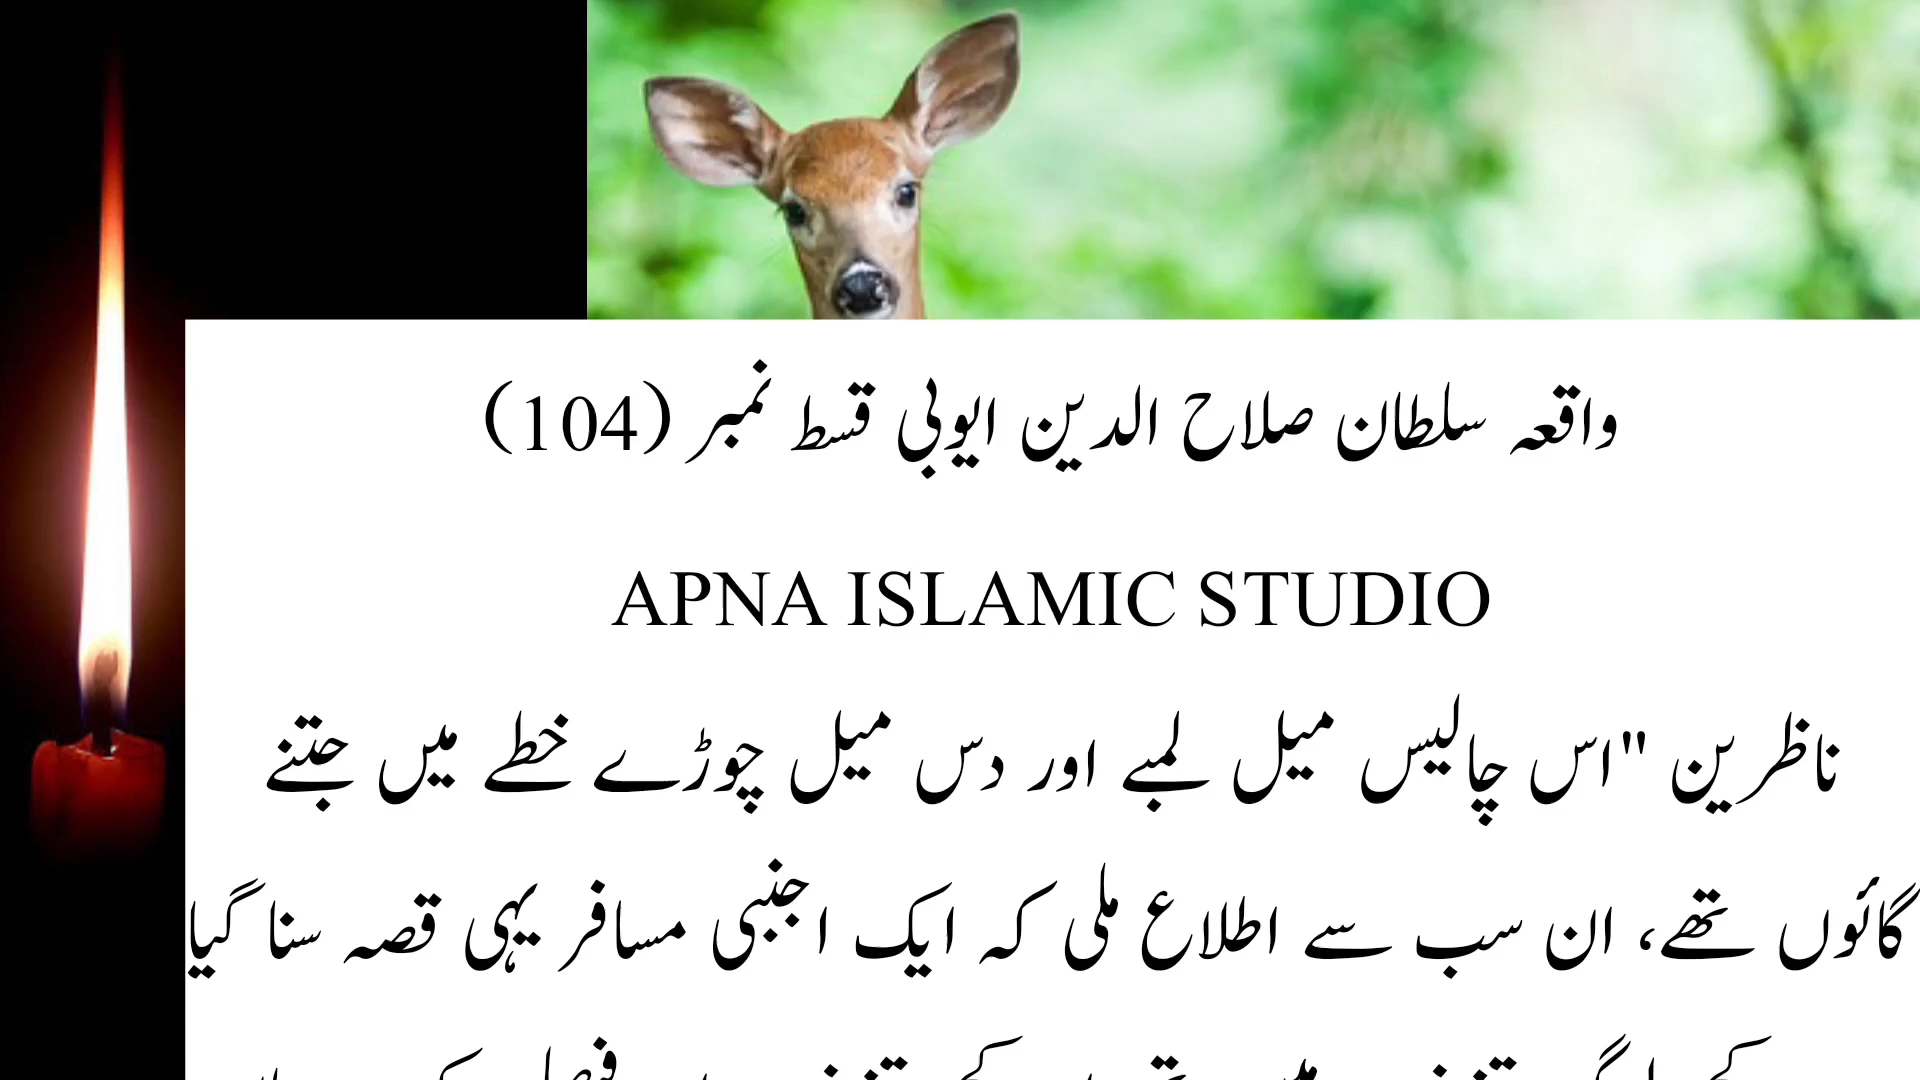 واقعہ سلطان صلاح الدین ایوبی قسط نمبر (104)
APNA ISLAMIC STUDIO
ناظرین "اس چالیس میل لمبے اور دس میل چوڑے خطے میں جتنے
گائوں تھے، ان سب سے اطلاع ملی کہ ایک اجنبی مسافر یہی قصہ سنا گیا